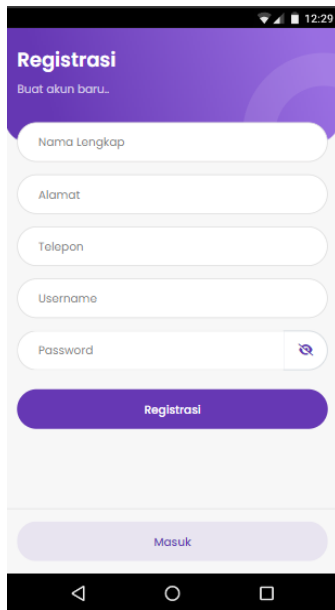 12:29
Registrasi
Buat akun baru..
Nama Lengkap
Alamat
Telepon
Username
Password
Registrasi
Masuk